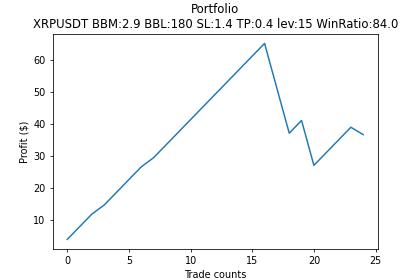 Portfolio
XRPUSDT BBM:2.9 BBL:180 SL:1.4 TP:0.4 lev:15 WinRatio:84.0
60
50
40
30
20
10
Profit ($)
0 5 10 15 20 25
Trade counts